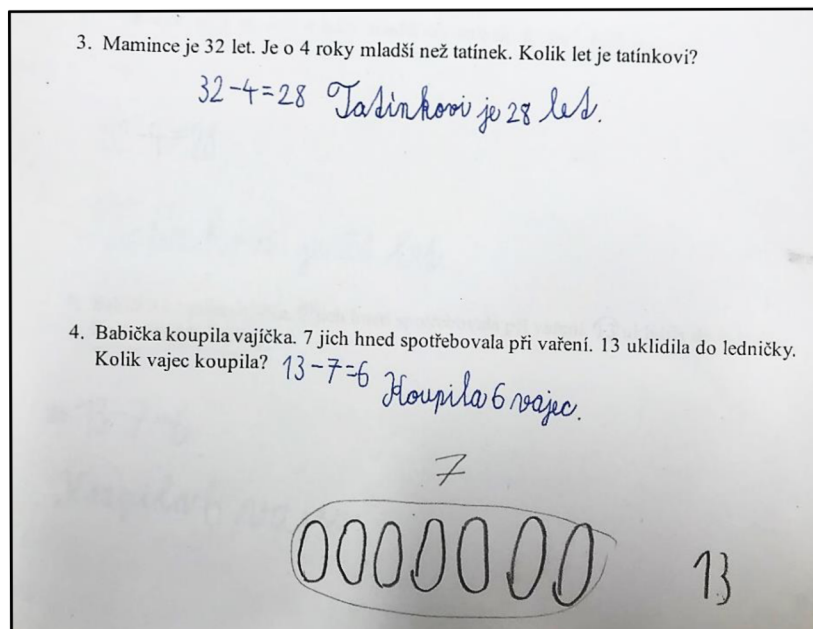 3. Mamince je 32 let. Je o 4 roky mladší než tatínek. Kolik let je tatínkovi?
32-4=28 Tatínkovi je 28 let.
4. Babička koupila vajíčka. 7 jich hned spotřebovala při vaření. 13 uklidila do ledničky.
Kolik vajec koupila? 13-7=6 Koupila 6 vajec.
7
13